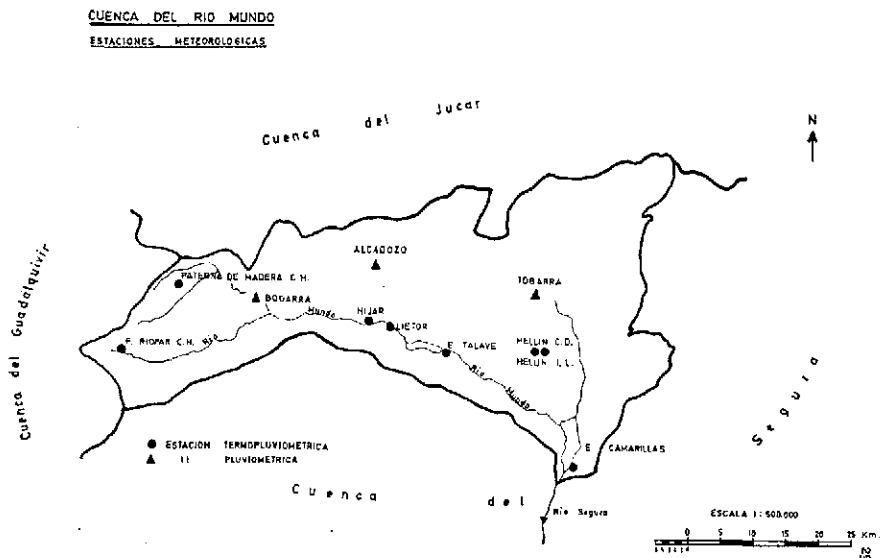 CUENCA DEL RIO MUNDO
ESTACIONES METEOROLOGICAS
Cuenca del Jucar
N
Cuenca del Guadalquivir
ALCADOZO
PATERNA DE MADERA C.H.
BOGARRA
TOBARRA
Mundo
HIJAR
LIETOR
F. RIOPAR C.H.
Rio
E. TALAVE
HELLIN C.D.
HELLIN I.L.
Rio Mundo
Segura
ESTACION TERMOPLUVIOMETRICA
PLUVIOMETRICA
E. CAMARILLAS
Cuenca del
Rio Segura
ESCALA 1:500.000
0 5 10 15 20 25 Km.